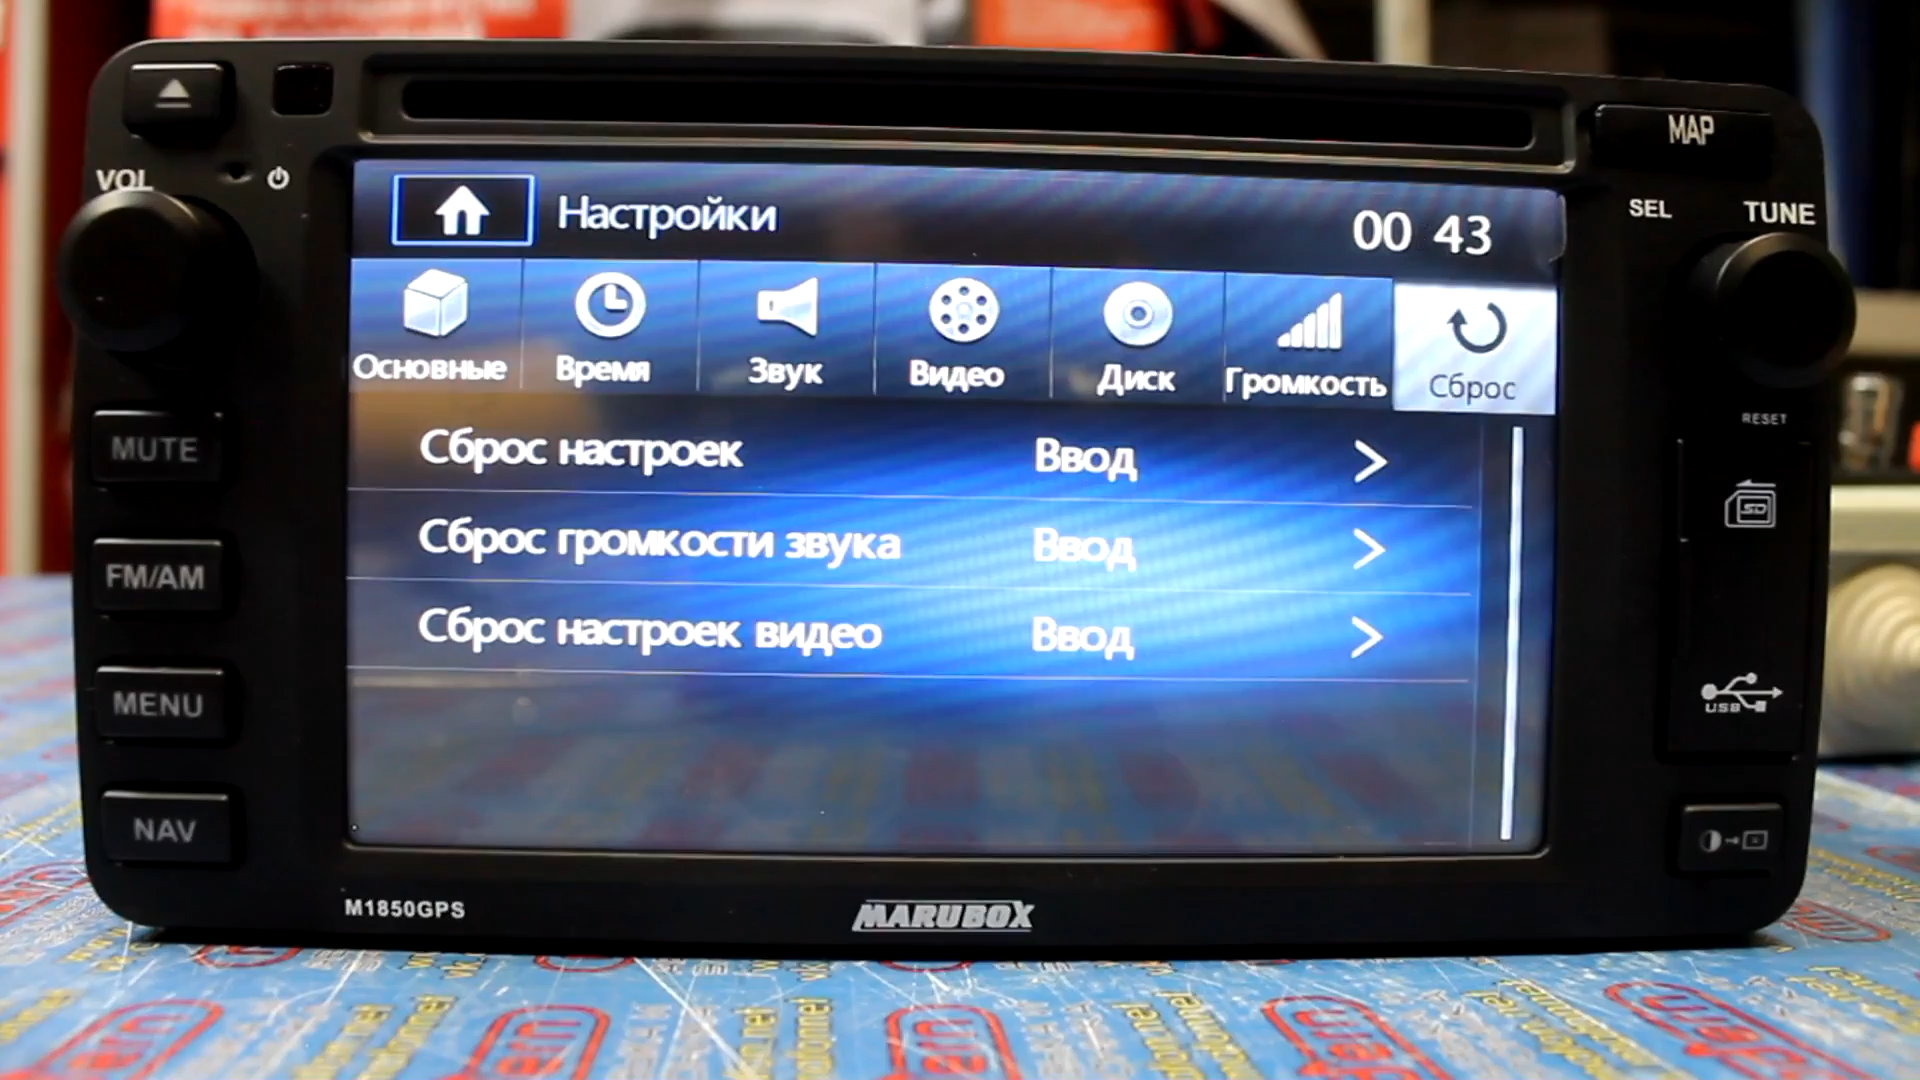 MAP
VOL
SEL TUNE
Настройки
00 43
Основные Время Звук Видео Диск Громкость Сброс
RESET
MUTE
Сброс настроек Ввод
SD
FM/AM
Сброс громкости звука Ввод
Сброс настроек видео Ввод
MENU
USB
NAV
M1850GPS
MARUBOX